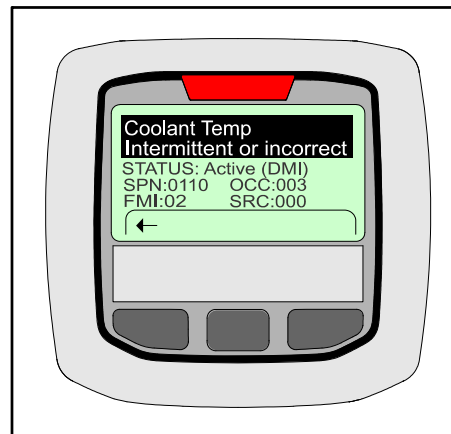 Coolant Temp
Intermittent or incorrect
STATUS: Active (DMI)
SPN:0110 OCC:003
FMI:02 SRC:000